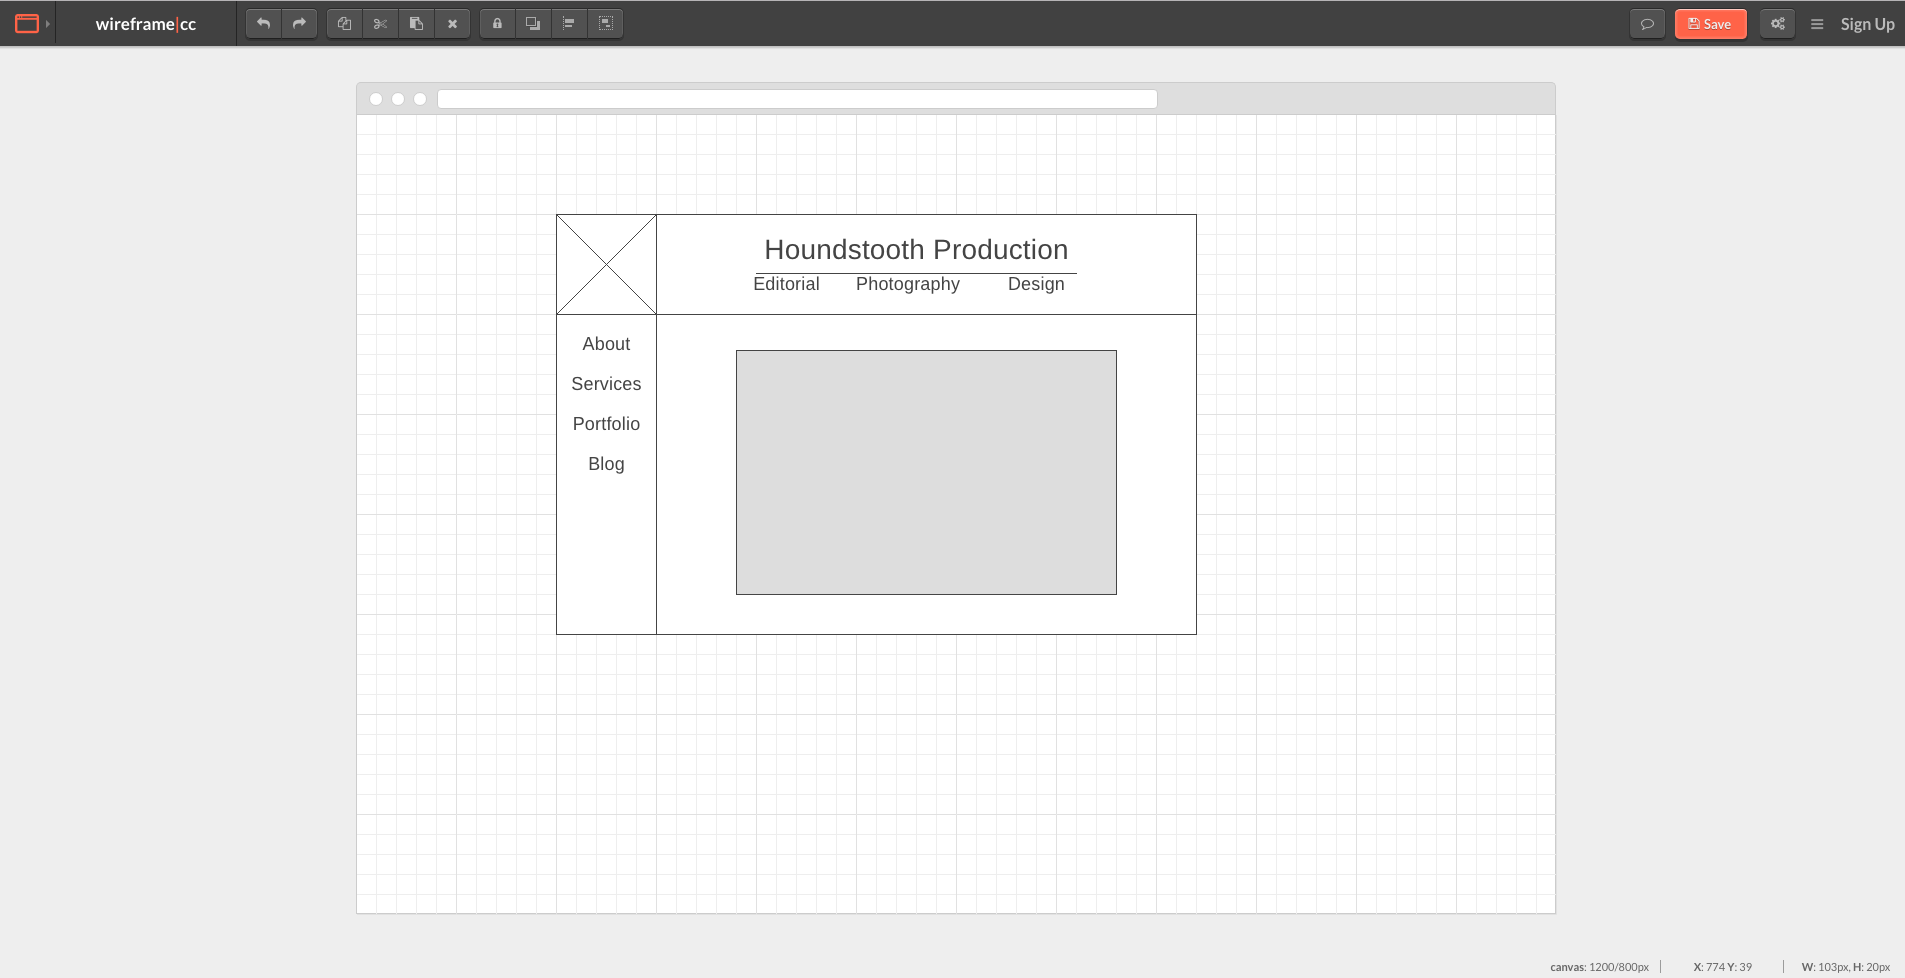 wireframe|cc
Save
Sign Up
Houndstooth Production
Editorial Photography Design
About
Services
Portfolio
Blog
canvas: 1200/800px X: 774 Y: 39 W: 103px, H: 20px